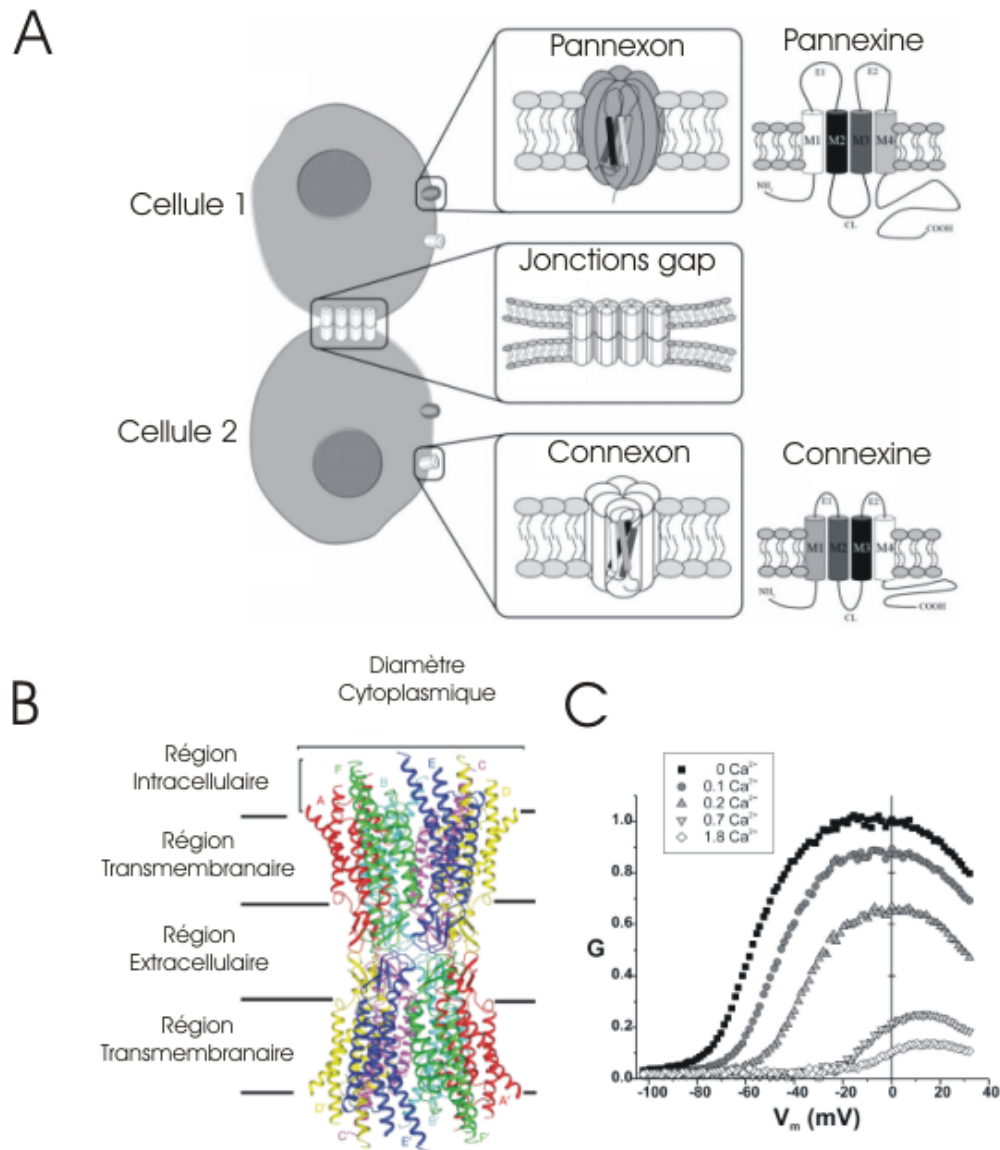 A
Pannexon
Pannexine
E1
E2
M1
M2
M3
M4
NH2
CL
COOH
Cellule 1
Jonctions gap
Cellule 2
Connexon
Connexine
E1
E2
M1
M2
M3
M4
NH2
CL
COOH
B
Diamètre
Cytoplasmique
Région
Intracellulaire
Région
Transmembranaire
Région
Extracellulaire
Région
Transmembranaire
F
B
E
C
A
D
D'
C'
E'
B'
F'
A'
C
0 Ca²⁺
0.1 Ca²⁺
0.2 Ca²⁺
0.7 Ca²⁺
1.8 Ca²⁺
G
1.0
0.8
0.6
0.4
0.2
0.0
-100 -80 -60 -40 -20 0 20 40
Vm (mV)